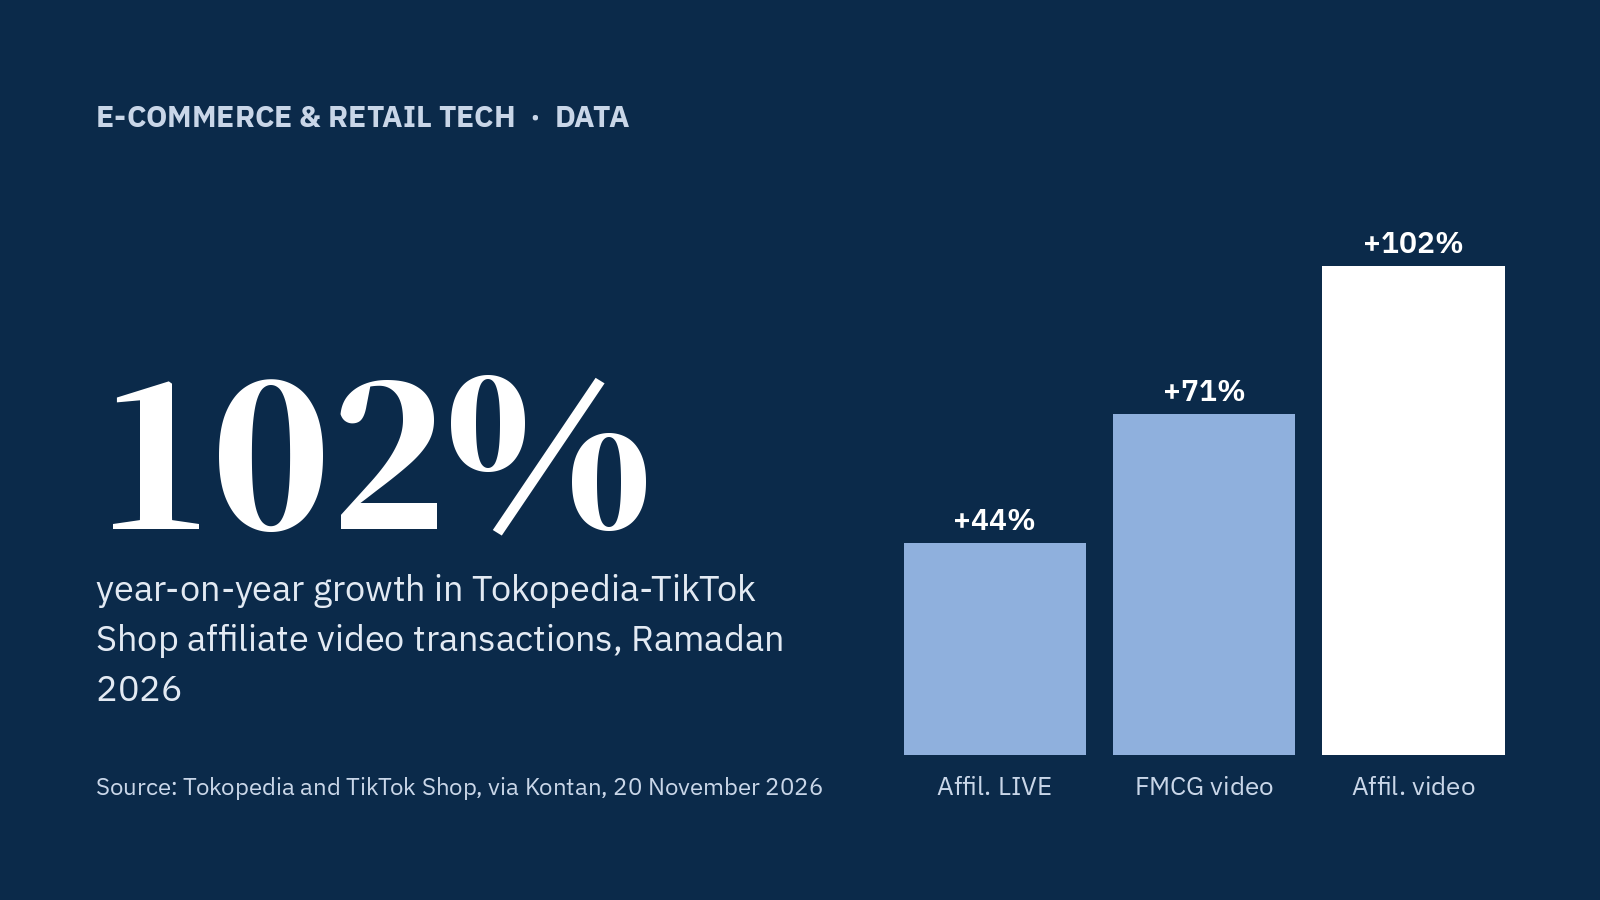 E-COMMERCE & RETAIL TECH · DATA
102%
year-on-year growth in Tokopedia-TikTok
Shop affiliate video transactions, Ramadan
2026
Source: Tokopedia and TikTok Shop, via Kontan, 20 November 2026
+44%
+71%
+102%
Affil. LIVE
FMCG video
Affil. video